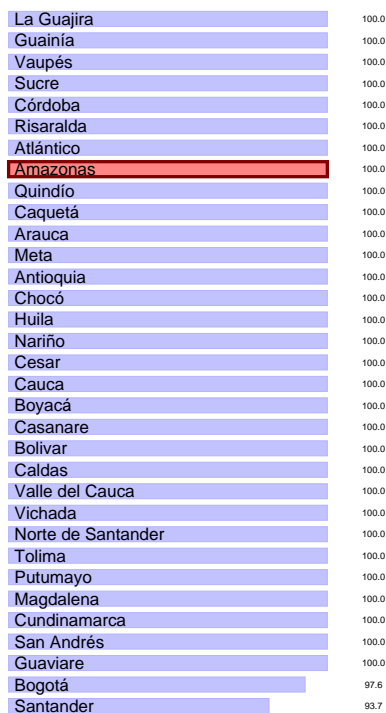 La Guajira 100.0
Guainía 100.0
Vaupés 100.0
Sucre 100.0
Córdoba 100.0
Risaralda 100.0
Atlántico 100.0
Amazonas 100.0
Quindío 100.0
Caquetá 100.0
Arauca 100.0
Meta 100.0
Antioquia 100.0
Chocó 100.0
Huila 100.0
Nariño 100.0
Cesar 100.0
Cauca 100.0
Boyacá 100.0
Casanare 100.0
Bolivar 100.0
Caldas 100.0
Valle del Cauca 100.0
Vichada 100.0
Norte de Santander 100.0
Tolima 100.0
Putumayo 100.0
Magdalena 100.0
Cundinamarca 100.0
San Andrés 100.0
Guaviare 100.0
Bogotá 97.6
Santander 93.7